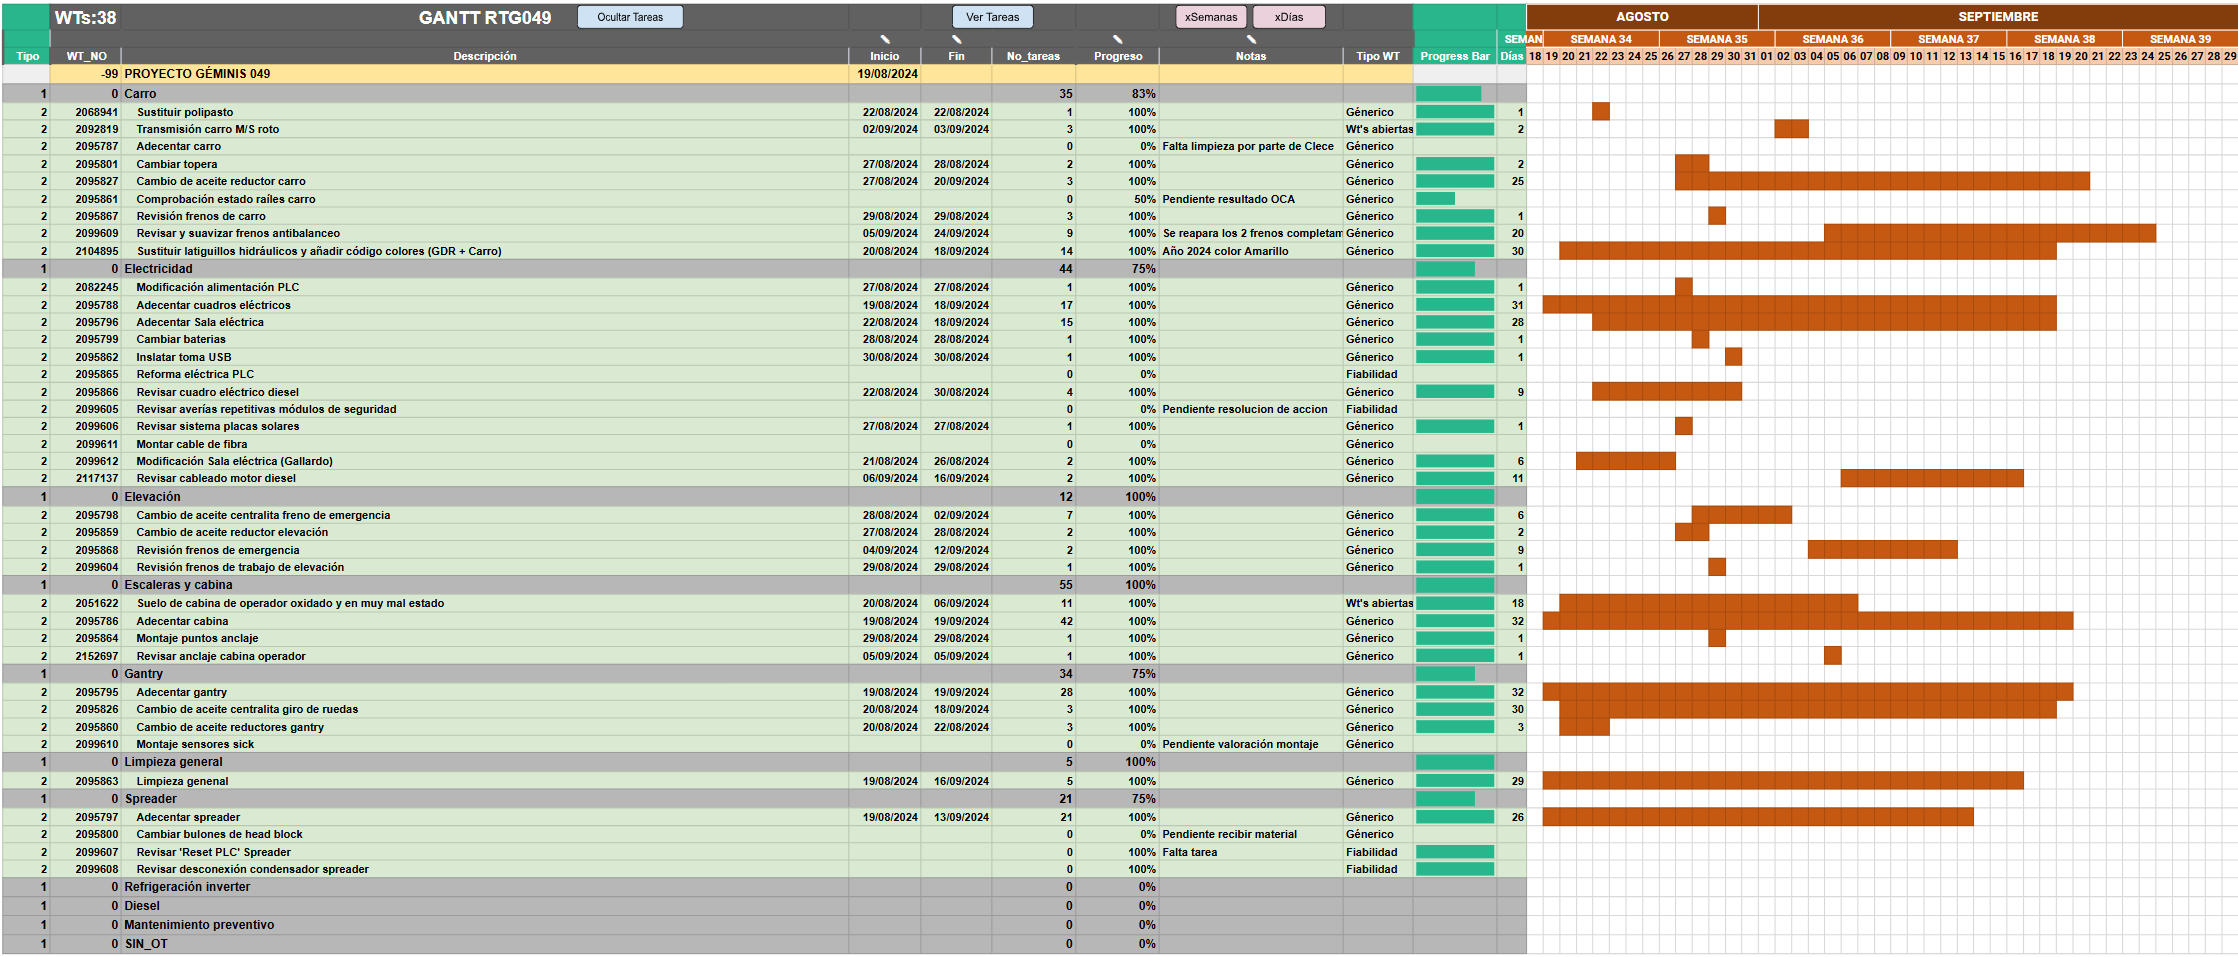 WTs:38 GANTT RTG049 Ocultar Tareas Ver Tareas xSemanas xDías AGOSTO SEPTIEMBRE
SEMAN SEMANA 34 SEMANA 35 SEMANA 36 SEMANA 37 SEMANA 38 SEMANA 39
Tipo WT_NO Descripción Inicio Fin No_tareas Progreso Notas Tipo WT Progress Bar Días 18 19 20 21 22 23 24 25 26 27 28 29 30 31 01 02 03 04 05 06 07 08 09 10 11 12 13 14 15 16 17 18 19 20 21 22 23 24 25 26 27 28 29
-99 PROYECTO GÉMINIS 049 19/08/2024
1 0 Carro 35 83%
2 2068941 Sustituir polipasto 22/08/2024 22/08/2024 1 100% Génerico 1
2 2092819 Transmisión carro M/S roto 02/09/2024 03/09/2024 3 100% Wt's abiertas 2
2 2095787 Adecentar carro 0 0% Falta limpieza por parte de Clece Génerico
2 2095801 Cambiar topera 27/08/2024 28/08/2024 2 100% Génerico 2
2 2095827 Cambio de aceite reductor carro 27/08/2024 20/09/2024 3 100% Génerico 25
2 2095861 Comprobación estado raíles carro 0 50% Pendiente resultado OCA Génerico
2 2095867 Revisión frenos de carro 29/08/2024 29/08/2024 3 100% Génerico 1
2 2099609 Revisar y suavizar frenos antibalanceo 05/09/2024 24/09/2024 9 100% Se reapara los 2 frenos completam Génerico 20
2 2104895 Sustituir latiguillos hidráulicos y añadir código colores (GDR + Carro) 20/08/2024 18/09/2024 14 100% Año 2024 color Amarillo Génerico 30
1 0 Electricidad 44 75%
2 2082245 Modificación alimentación PLC 27/08/2024 27/08/2024 1 100% Génerico 1
2 2095788 Adecentar cuadros eléctricos 19/08/2024 18/09/2024 17 100% Génerico 31
2 2095796 Adecentar Sala eléctrica 22/08/2024 18/09/2024 15 100% Génerico 28
2 2095799 Cambiar baterias 28/08/2024 28/08/2024 1 100% Génerico 1
2 2095862 Inslatar toma USB 30/08/2024 30/08/2024 1 100% Génerico 1
2 2095865 Reforma eléctrica PLC 0 0% Fiabilidad
2 2095866 Revisar cuadro eléctrico diesel 22/08/2024 30/08/2024 4 100% Génerico 9
2 2099605 Revisar averías repetitivas módulos de seguridad 0 0% Pendiente resolucion de accion Fiabilidad
2 2099606 Revisar sistema placas solares 27/08/2024 27/08/2024 1 100% Génerico 1
2 2099611 Montar cable de fibra 0 0% Génerico
2 2099612 Modificación Sala eléctrica (Gallardo) 21/08/2024 26/08/2024 2 100% Génerico 6
2 2117137 Revisar cableado motor diesel 06/09/2024 16/09/2024 2 100% Génerico 11
1 0 Elevación 12 100%
2 2095798 Cambio de aceite centralita freno de emergencia 28/08/2024 02/09/2024 7 100% Génerico 6
2 2095859 Cambio de aceite reductor elevación 27/08/2024 28/08/2024 2 100% Génerico 2
2 2095868 Revisión frenos de emergencia 04/09/2024 12/09/2024 2 100% Génerico 9
2 2099604 Revisión frenos de trabajo de elevación 29/08/2024 29/08/2024 1 100% Génerico 1
1 0 Escaleras y cabina 55 100%
2 2051622 Suelo de cabina de operador oxidado y en muy mal estado 20/08/2024 06/09/2024 11 100% Wt's abiertas 18
2 2095786 Adecentar cabina 19/08/2024 19/09/2024 42 100% Génerico 32
2 2095864 Montaje puntos anclaje 29/08/2024 29/08/2024 1 100% Génerico 1
2 2152697 Revisar anclaje cabina operador 05/09/2024 05/09/2024 1 100% Génerico 1
1 0 Gantry 34 75%
2 2095795 Adecentar gantry 19/08/2024 19/09/2024 28 100% Génerico 32
2 2095826 Cambio de aceite centralita giro de ruedas 20/08/2024 18/09/2024 3 100% Génerico 30
2 2095860 Cambio de aceite reductores gantry 20/08/2024 22/08/2024 3 100% Génerico 3
2 2099610 Montaje sensores sick 0 0% Pendiente valoración montaje Génerico
1 0 Limpieza general 5 100%
2 2095863 Limpieza genenal 19/08/2024 16/09/2024 5 100% Génerico 29
1 0 Spreader 21 75%
2 2095797 Adecentar spreader 19/08/2024 13/09/2024 21 100% Génerico 26
2 2095800 Cambiar bulones de head block 0 0% Pendiente recibir material Génerico
2 2099607 Revisar 'Reset PLC' Spreader 0 100% Falta tarea Fiabilidad
2 2099608 Revisar desconexión condensador spreader 0 100% Fiabilidad
1 0 Refrigeración inverter 0 0%
1 0 Diesel 0 0%
1 0 Mantenimiento preventivo 0 0%
1 0 SIN_OT 0 0%